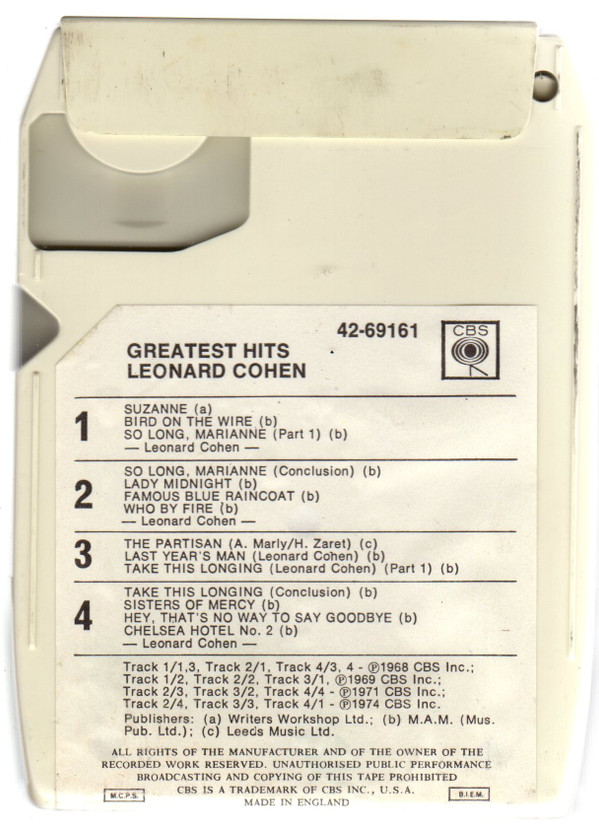 42-69161
CBS
GREATEST HITS
LEONARD COHEN
1
SUZANNE (a)
BIRD ON THE WIRE (b)
SO LONG, MARIANNE (Part 1) (b)
— Leonard Cohen —
2
SO LONG, MARIANNE (Conclusion) (b)
LADY MIDNIGHT (b)
FAMOUS BLUE RAINCOAT (b)
WHO BY FIRE (b)
— Leonard Cohen —
3
THE PARTISAN (A. Marly/H. Zaret) (c)
LAST YEAR'S MAN (Leonard Cohen) (b)
TAKE THIS LONGING (Leonard Cohen) (Part 1) (b)
4
TAKE THIS LONGING (Conclusion) (b)
SISTERS OF MERCY (b)
HEY, THAT'S NO WAY TO SAY GOODBYE (b)
CHELSEA HOTEL No. 2 (b)
— Leonard Cohen —
Track 1/1,3, Track 2/1, Track 4/3, 4 - ℗1968 CBS Inc.;
Track 1/2, Track 2/2, Track 3/1, ℗1969 CBS Inc.;
Track 2/3, Track 3/2, Track 4/4 - ℗1971 CBS Inc.;
Track 2/4, Track 3/3, Track 4/1 - ℗1974 CBS Inc.
Publishers: (a) Writers Workshop Ltd.; (b) M.A.M. (Mus.
Pub. Ltd.); (c) Leeds Music Ltd.
ALL RIGHTS OF THE MANUFACTURER AND OF THE OWNER OF THE
RECORDED WORK RESERVED. UNAUTHORISED PUBLIC PERFORMANCE
BROADCASTING AND COPYING OF THIS TAPE PROHIBITED
CBS IS A TRADEMARK OF CBS INC., U.S.A.
M.C.P.S.
B.I.E.M.
MADE IN ENGLAND